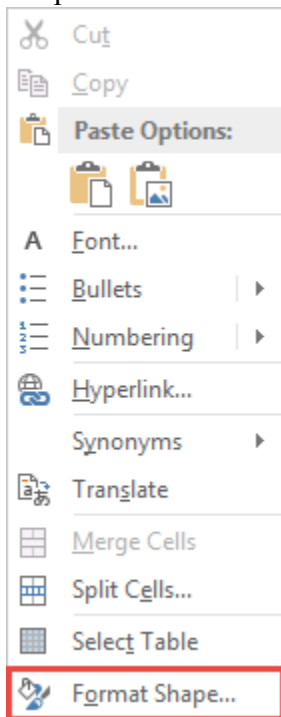 Cut
Copy
Paste Options:
A Font...
Bullets
Numbering
Hyperlink...
Synonyms
Translate
Merge Cells
Split Cells...
Select Table
Format Shape...